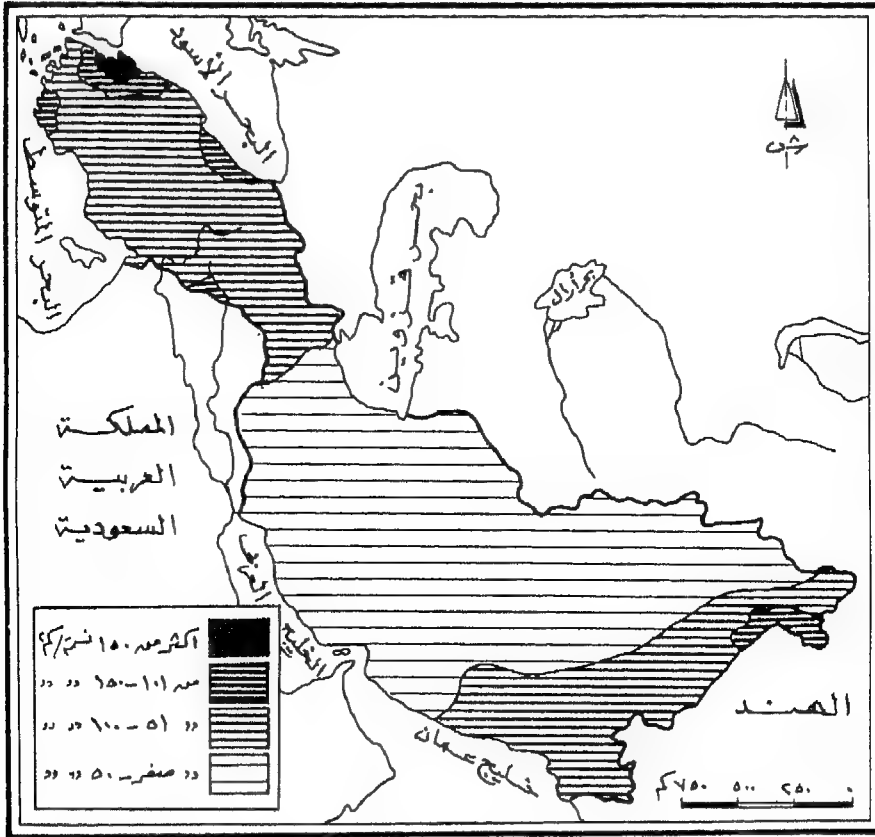 البحر الأسود
البحر المتوسط
بحر قزوين
بحر آرال
ش
المملكة
العربية
السعودية
الخليج العربي
خليج عمان
الهند
أكثر من ١٥٠ نسمة/كم٢
من ١٠١ – ١٥٠ ,, ,,
,, ٥١ – ١٠٠ ,, ,,
,, صفر – ٥٠ ,, ,,
٠ ٢٥٠ ٥٠٠ ٧٥٠ كم